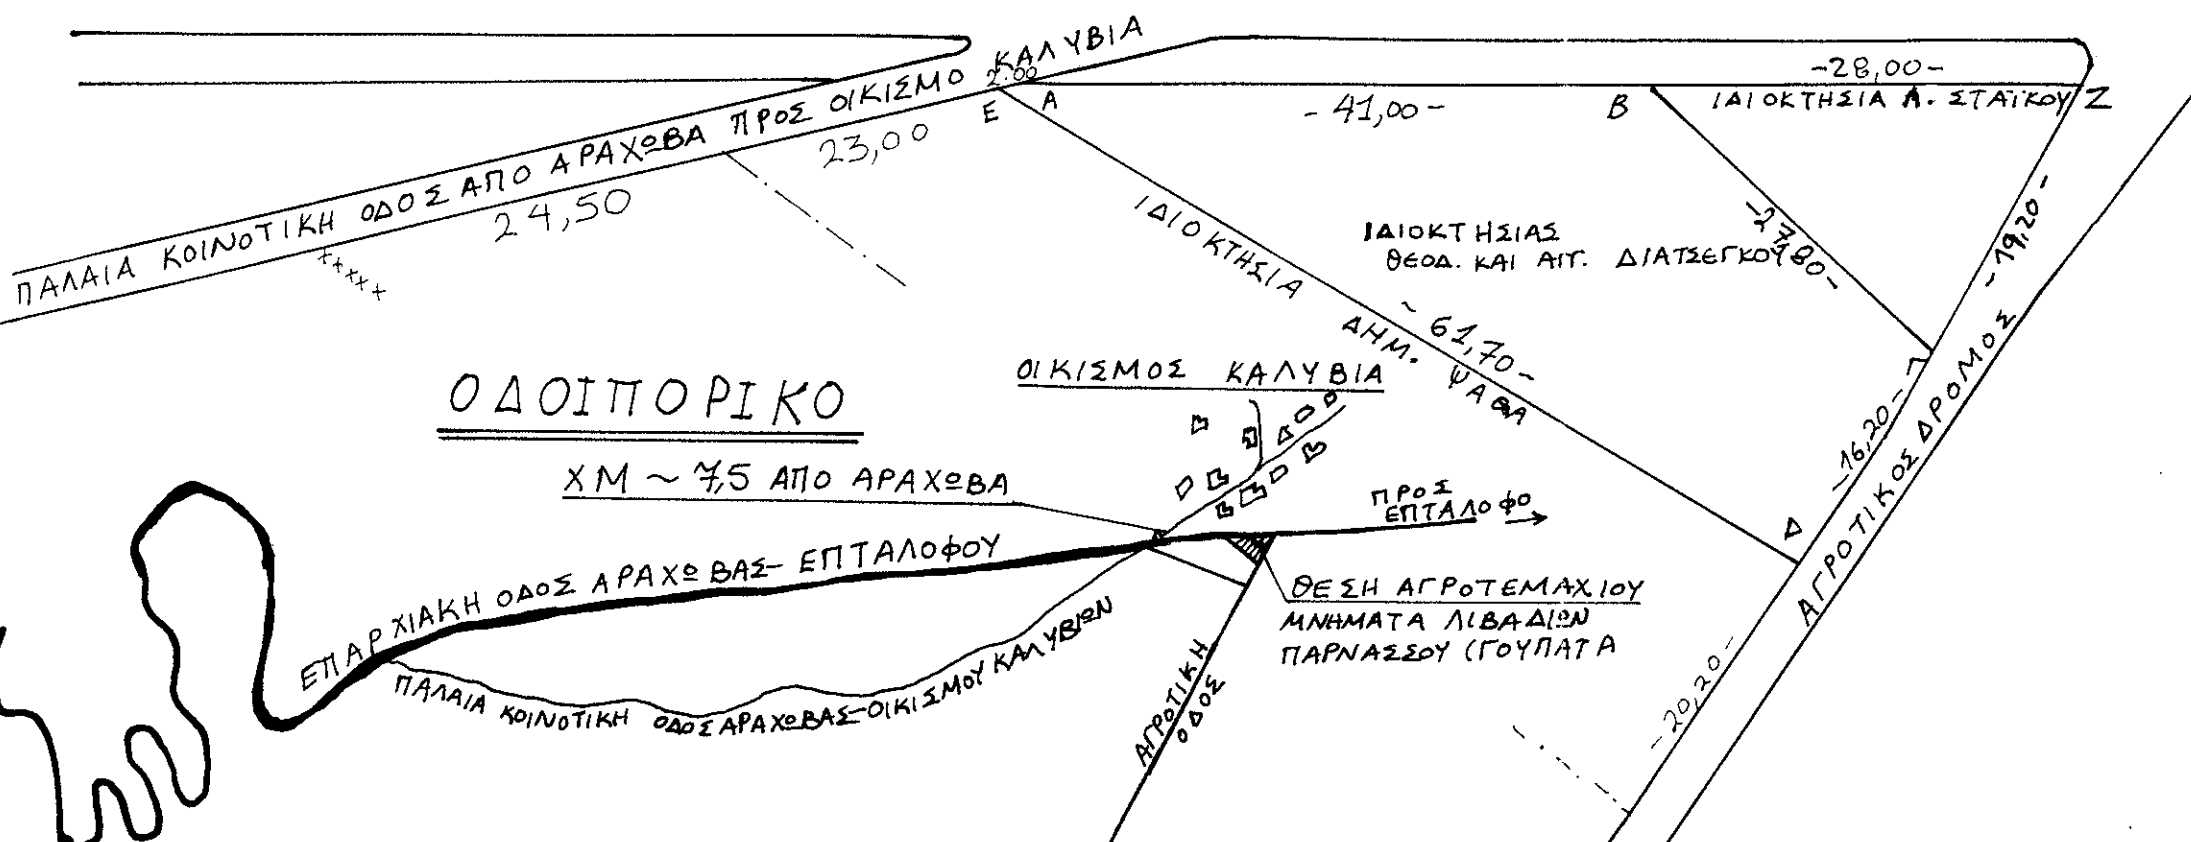 ΠΑΛΑΙΑ ΚΟΙΝΟΤΙΚΗ ΟΔΟΣ ΑΠΟ ΑΡΑΧΩΒΑ ΠΡΟΣ ΟΙΚΙΣΜΟ ΚΑΛΥΒΙΑ
2.00
Ε
Α
-41,00-
Β
-28,00-
ΙΔΙΟΚΤΗΣΙΑ Α. ΣΤΑΪΚΟΥ
Ζ
23,00
24,50
ΙΔΙΟΚΤΗΣΙΑ ΔΗΜ. ΨΑΘΑ
~61,70-
ΙΔΙΟΚΤΗΣΙΑΣ
ΘΕΟΔ. ΚΑΙ ΑΙΓ. ΔΙΑΤΣΕΓΚΟΥ
-27,80-
-19,20-
Γ
-16,20-
Δ
ΑΓΡΟΤΙΚΟΣ ΔΡΟΜΟΣ
-20,20-
ΟΔΟΙΠΟΡΙΚΟ
ΟΙΚΙΣΜΟΣ ΚΑΛΥΒΙΑ
ΧΜ ~ 7,5 ΑΠΟ ΑΡΑΧΩΒΑ
ΠΡΟΣ
ΕΠΤΑΛΟΦΟ
ΕΠΑΡΧΙΑΚΗ ΟΔΟΣ ΑΡΑΧΩΒΑΣ-ΕΠΤΑΛΟΦΟΥ
ΠΑΛΑΙΑ ΚΟΙΝΟΤΙΚΗ ΟΔΟΣ ΑΡΑΧΩΒΑΣ-ΟΙΚΙΣΜΟΥ ΚΑΛΥΒΙΩΝ
ΘΕΣΗ ΑΓΡΟΤΕΜΑΧΙΟΥ
ΜΝΗΜΑΤΑ ΛΙΒΑΔΙΩΝ
ΠΑΡΝΑΣΣΟΥ (ΓΟΥΠΑΤΑ
ΑΓΡΟΤΙΚΗ
ΟΔΟΣ